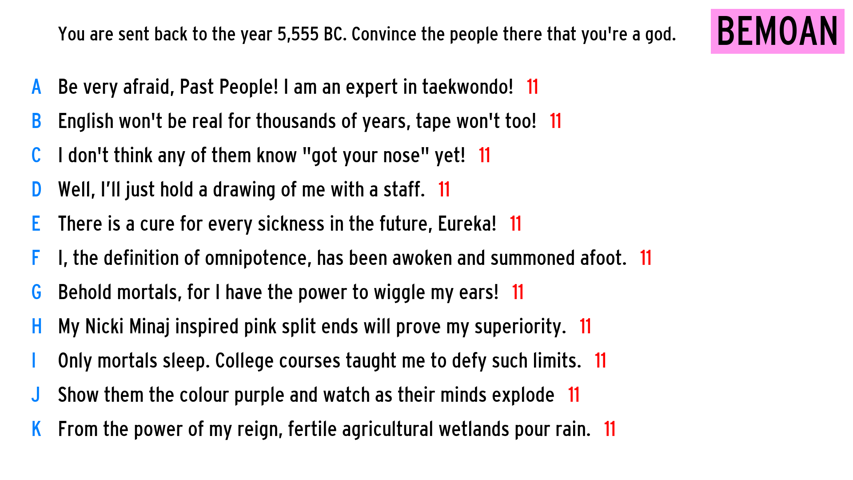 You are sent back to the year 5,555 BC. Convince the people there that you're a god.
BEMOAN
A Be very afraid, Past People! I am an expert in taekwondo! 11
B English won't be real for thousands of years, tape won't too! 11
C I don't think any of them know "got your nose" yet! 11
D Well, I’ll just hold a drawing of me with a staff. 11
E There is a cure for every sickness in the future, Eureka! 11
F I, the definition of omnipotence, has been awoken and summoned afoot. 11
G Behold mortals, for I have the power to wiggle my ears! 11
H My Nicki Minaj inspired pink split ends will prove my superiority. 11
I Only mortals sleep. College courses taught me to defy such limits. 11
J Show them the colour purple and watch as their minds explode 11
K From the power of my reign, fertile agricultural wetlands pour rain. 11